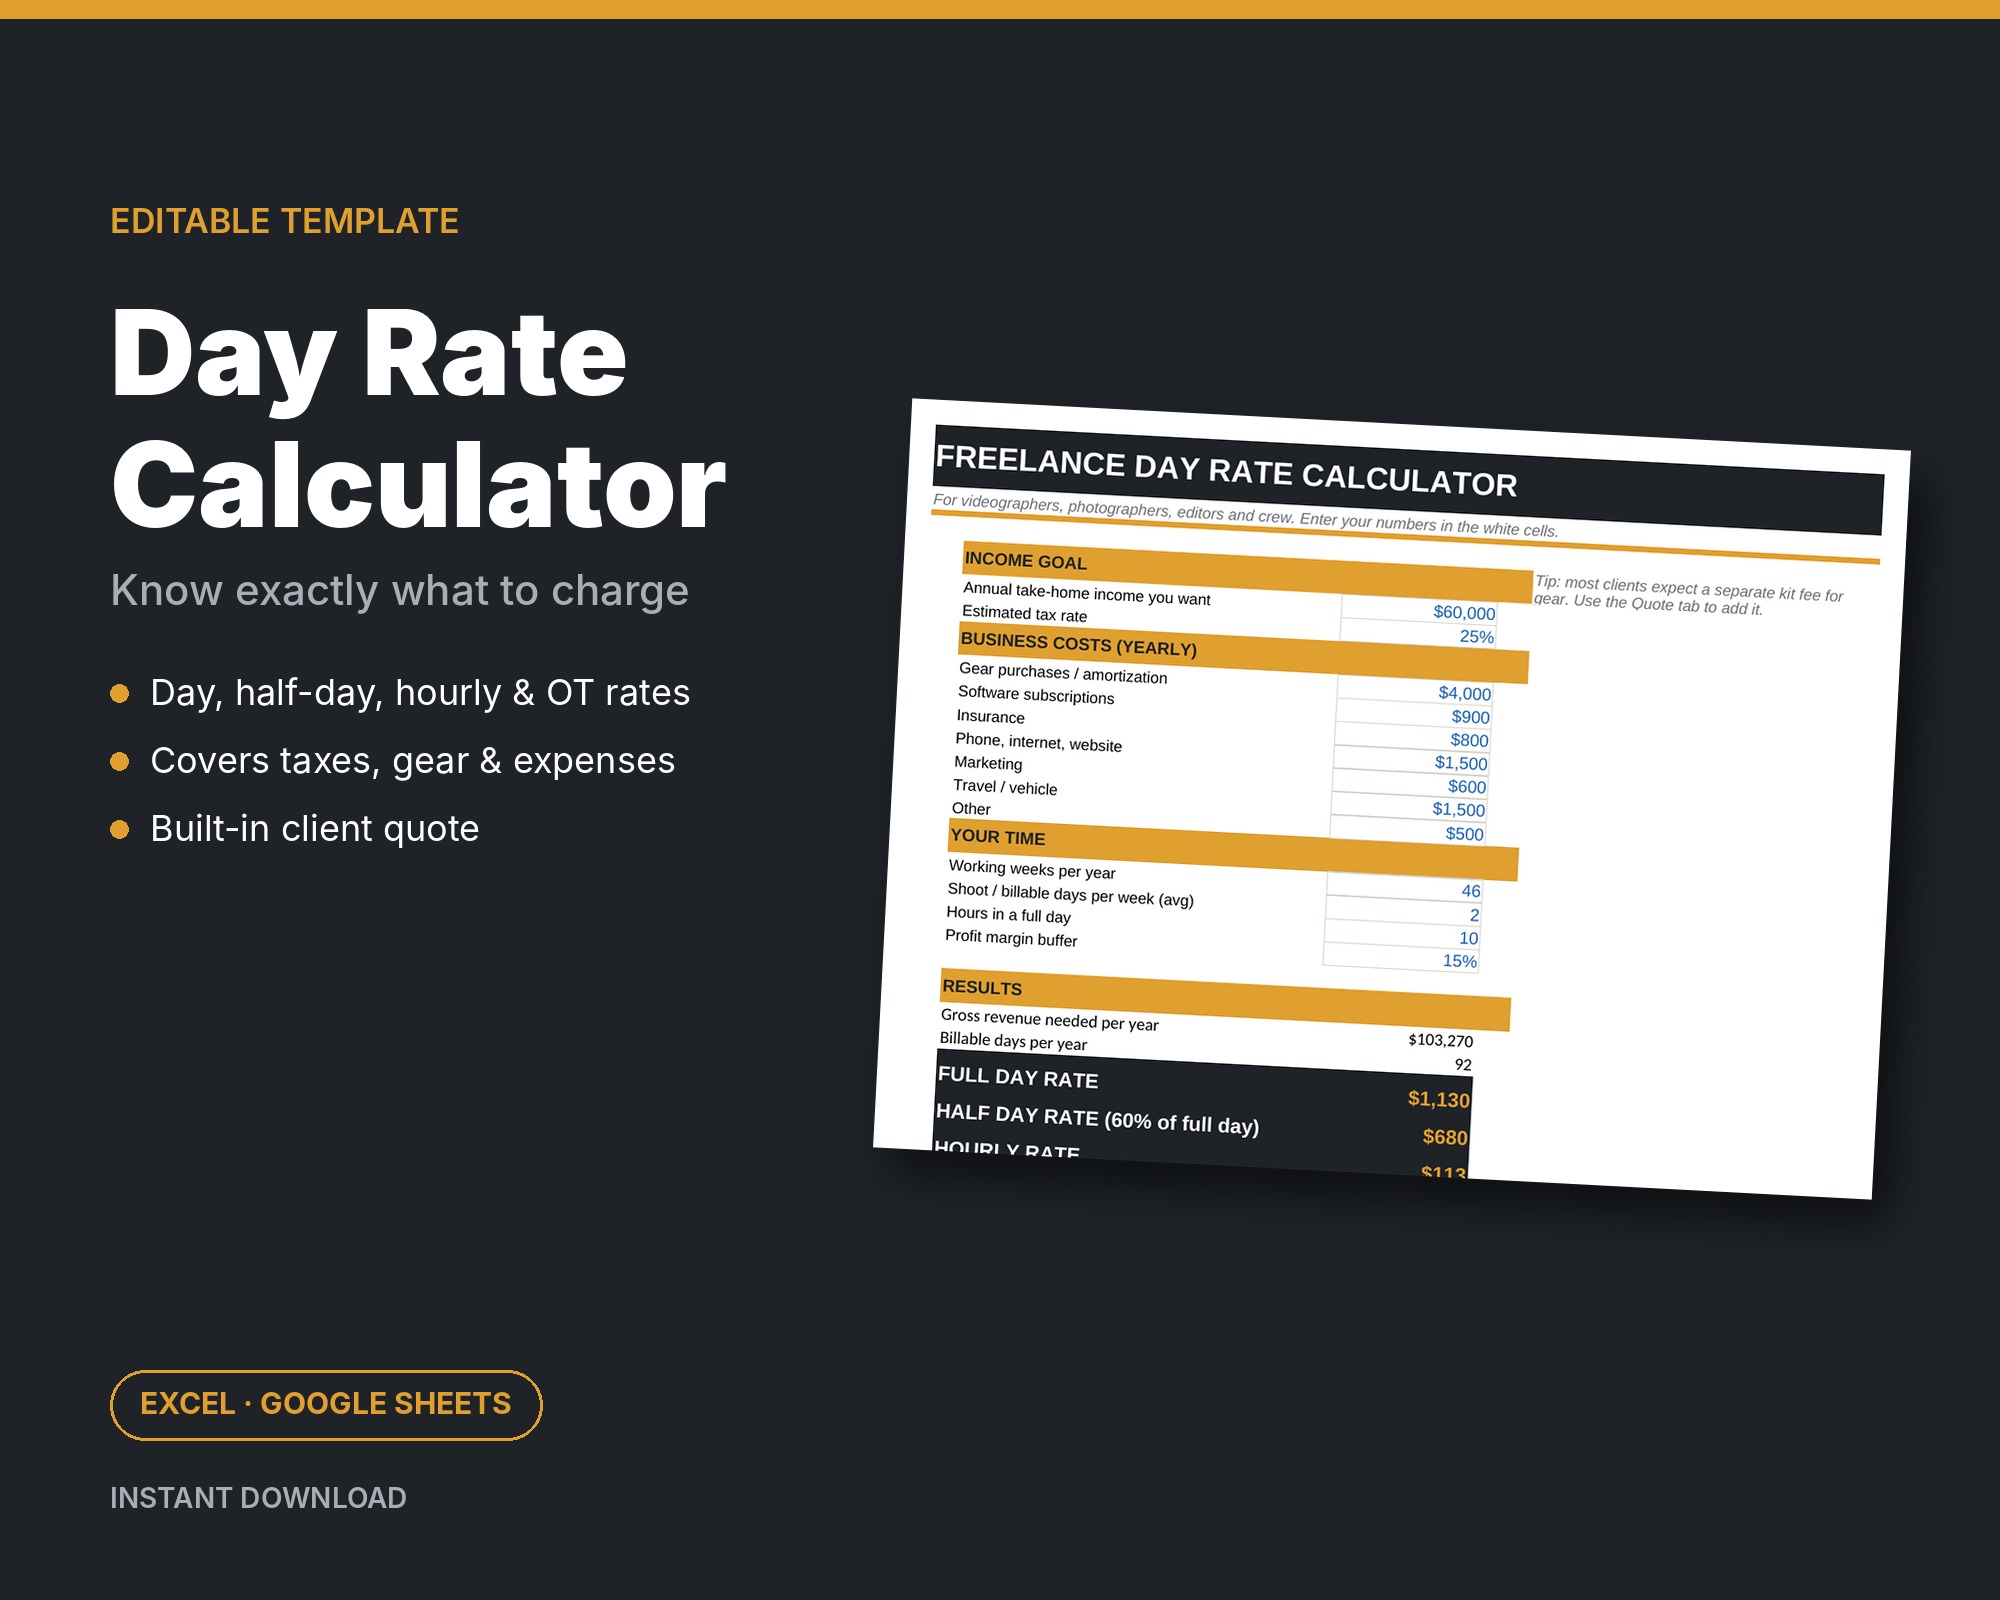 EDITABLE TEMPLATE
Day Rate
Calculator
Know exactly what to charge
Day, half-day, hourly & OT rates
Covers taxes, gear & expenses
Built-in client quote
EXCEL · GOOGLE SHEETS
INSTANT DOWNLOAD
FREELANCE DAY RATE CALCULATOR
For videographers, photographers, editors and crew. Enter your numbers in the white cells.
INCOME GOAL
Tip: most clients expect a separate kit fee for
gear. Use the Quote tab to add it.
Annual take-home income you want $60,000
Estimated tax rate 25%
BUSINESS COSTS (YEARLY)
Gear purchases / amortization $4,000
Software subscriptions $900
Insurance $800
Phone, internet, website $1,500
Marketing $600
Travel / vehicle $1,500
Other $500
YOUR TIME
Working weeks per year 46
Shoot / billable days per week (avg) 2
Hours in a full day 10
Profit margin buffer 15%
RESULTS
Gross revenue needed per year $103,270
Billable days per year 92
FULL DAY RATE $1,130
HALF DAY RATE (60% of full day) $680
HOURLY RATE $113